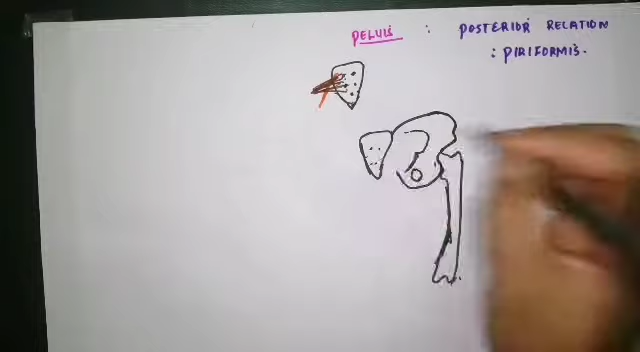 PELVIS : POSTERIOR RELATION
: PIRIFORMIS.